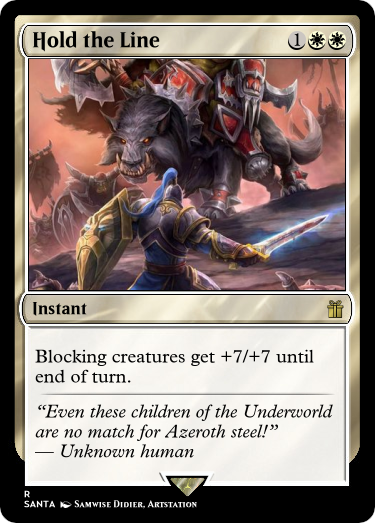 Hold the Line 1
Instant
Blocking creatures get +7/+7 until
end of turn.
“Even these children of the Underworld
are no match for Azeroth steel!”
— Unknown human
R
SANTA Samwise Didier, Artstation